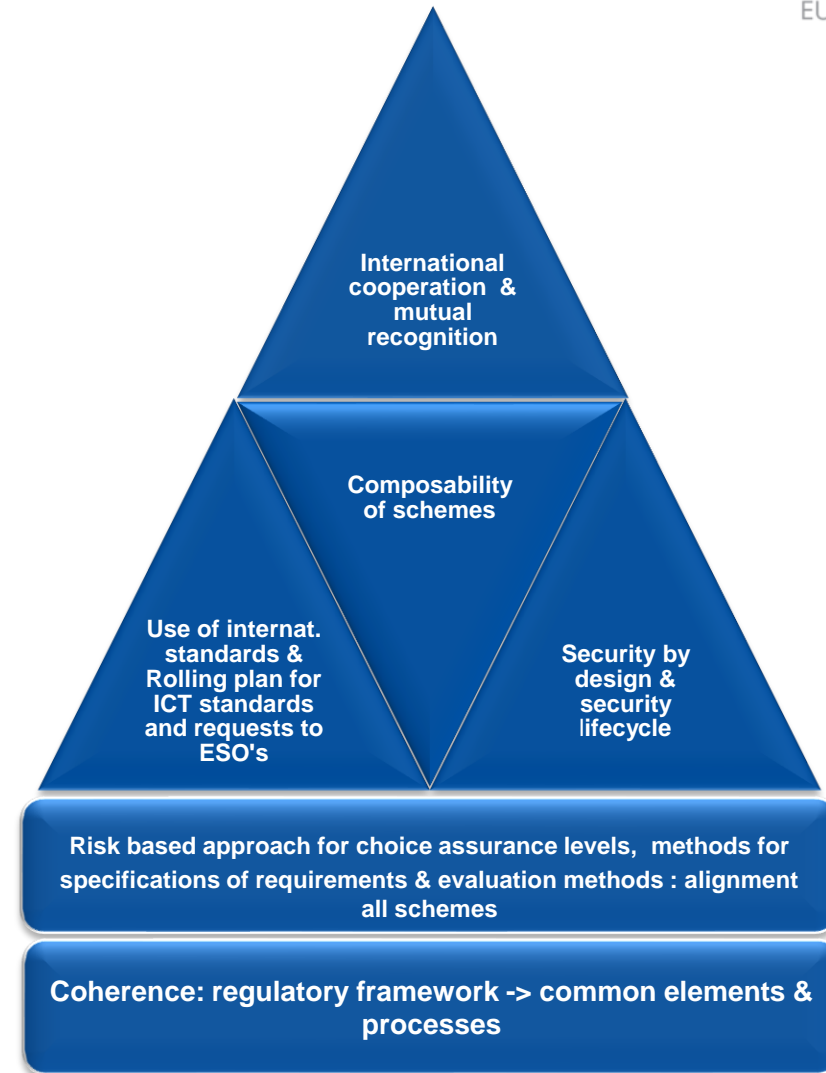 EU
International
cooperation &
mutual
recognition
Composability
of schemes
Use of internat.
standards &
Rolling plan for
ICT standards
and requests to
ESO's
Security by
design &
security
lifecycle
Risk based approach for choice assurance levels, methods for
specifications of requirements & evaluation methods : alignment
all schemes
Coherence: regulatory framework -> common elements &
processes